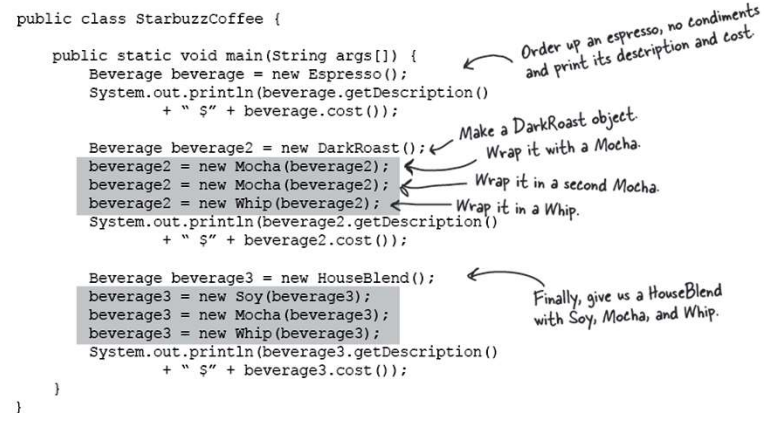 public class StarbuzzCoffee {
public static void main(String args[]) {
Order up an espresso, no condiments
and print its description and cost.
Beverage beverage = new Espresso();
System.out.println(beverage.getDescription()
+ “ $” + beverage.cost());
Beverage beverage2 = new DarkRoast();
Make a DarkRoast object.
beverage2 = new Mocha(beverage2);
Wrap it with a Mocha.
beverage2 = new Mocha(beverage2);
Wrap it in a second Mocha.
beverage2 = new Whip(beverage2);
Wrap it in a Whip.
System.out.println(beverage2.getDescription()
+ “ $” + beverage2.cost());
Beverage beverage3 = new HouseBlend();
beverage3 = new Soy(beverage3);
Finally, give us a HouseBlend
with Soy, Mocha, and Whip.
beverage3 = new Mocha(beverage3);
beverage3 = new Whip(beverage3);
System.out.println(beverage3.getDescription()
+ “ $” + beverage3.cost());
}
}